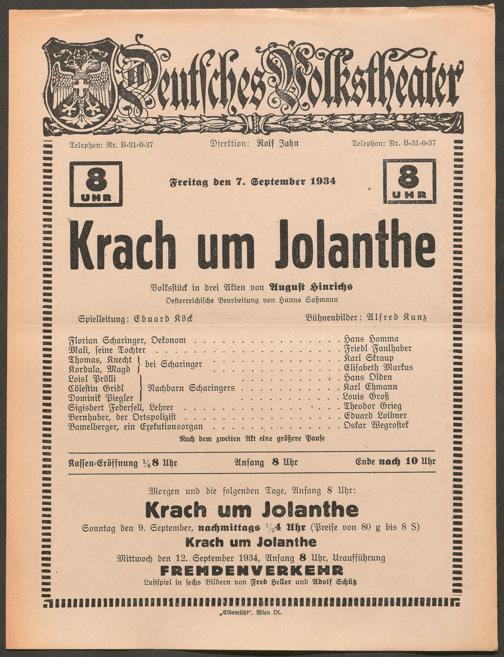 Deutsches Volkstheater
Telephon: Nr. B-31-0-37 Direktion: Rolf Jahn Telephon: Nr. B-31-0-37
8 UHR Freitag den 7. September 1934 8 UHR
Krach um Jolanthe
Volksstück in drei Akten von August Hinrichs
Oesterreichische Bearbeitung von Hanns Saßmann
Spielleitung: Eduard Köck Bühnenbilder: Alfred Kunz
Florian Scharinger, Oekonom Hans Homma
Mali, seine Tochter Friedl Faulhaber
Thomas, Knecht } bei Scharinger Karl Skraup
Kordula, Magd } Elisabeth Markus
Loisl Prölli } Nachbarn Scharingers Hans Olden
Cölestin Gridl } Karl Ehmann
Dominik Piegler } Louis Groß
Sigisbert Federsell, Lehrer Theodor Grieg
Bernhuber, der Ortspolizist Eduard Loibner
Bamelberger, ein Exekutionsorgan Oskar Wegrostek
Nach dem zweiten Akt eine größere Pause
Kassen-Eröffnung ¼8 Uhr Anfang 8 Uhr Ende nach 10 Uhr
Morgen und die folgenden Tage, Anfang 8 Uhr:
Krach um Jolanthe
Sonntag den 9. September, nachmittags ½4 Uhr (Preise von 80 g bis 8 S)
Krach um Jolanthe
Mittwoch den 12. September 1934, Anfang 8 Uhr, Uraufführung
FREMDENVERKEHR
Lustspiel in sechs Bildern von Fred Heller und Adolf Schütz
„Eldemühl“, Wien IX.